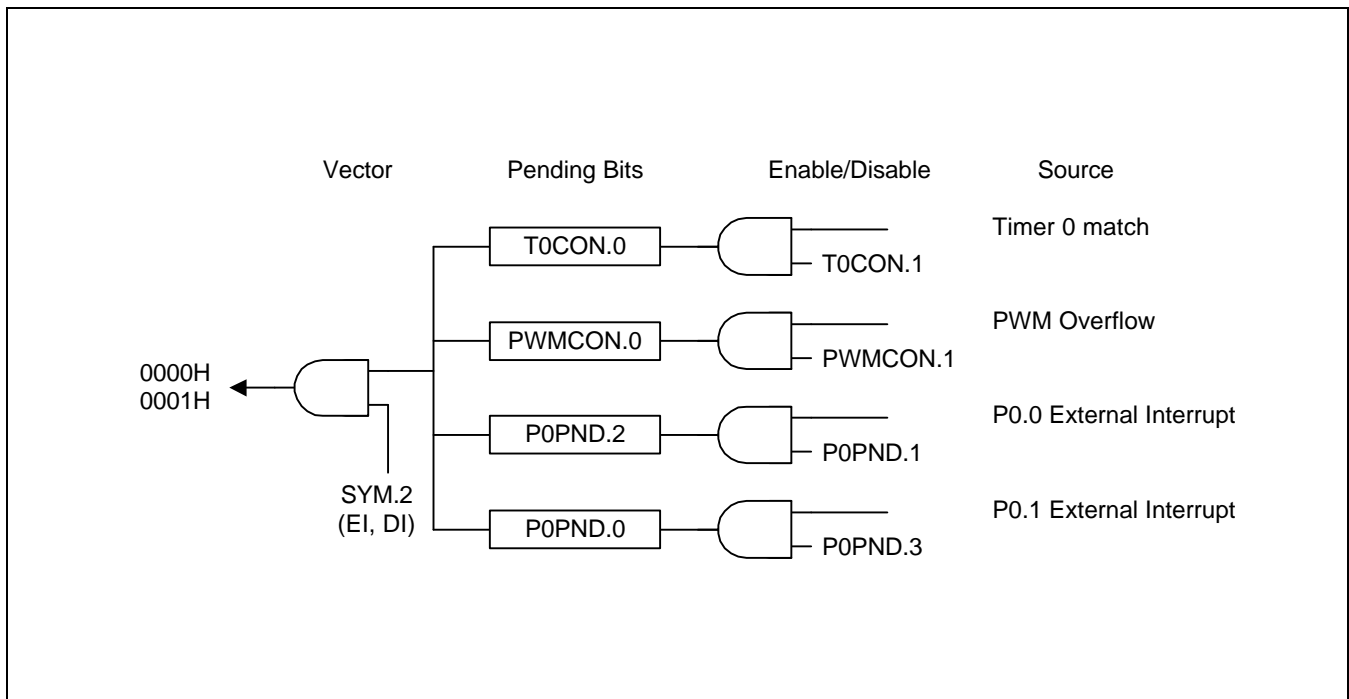 Vector Pending Bits Enable/Disable Source
T0CON.0 T0CON.1 Timer 0 match
PWMCON.0 PWMCON.1 PWM Overflow
0000H
0001H
P0PND.2 P0PND.1 P0.0 External Interrupt
SYM.2
(EI, DI)
P0PND.0 P0PND.3 P0.1 External Interrupt